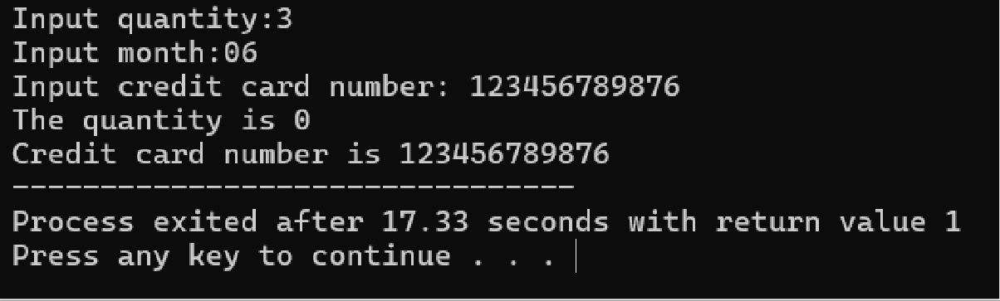 Input quantity:3
Input month:06
Input credit card number: 123456789876
The quantity is 0
Credit card number is 123456789876
--------------------------------
Process exited after 17.33 seconds with return value 1
Press any key to continue . . .